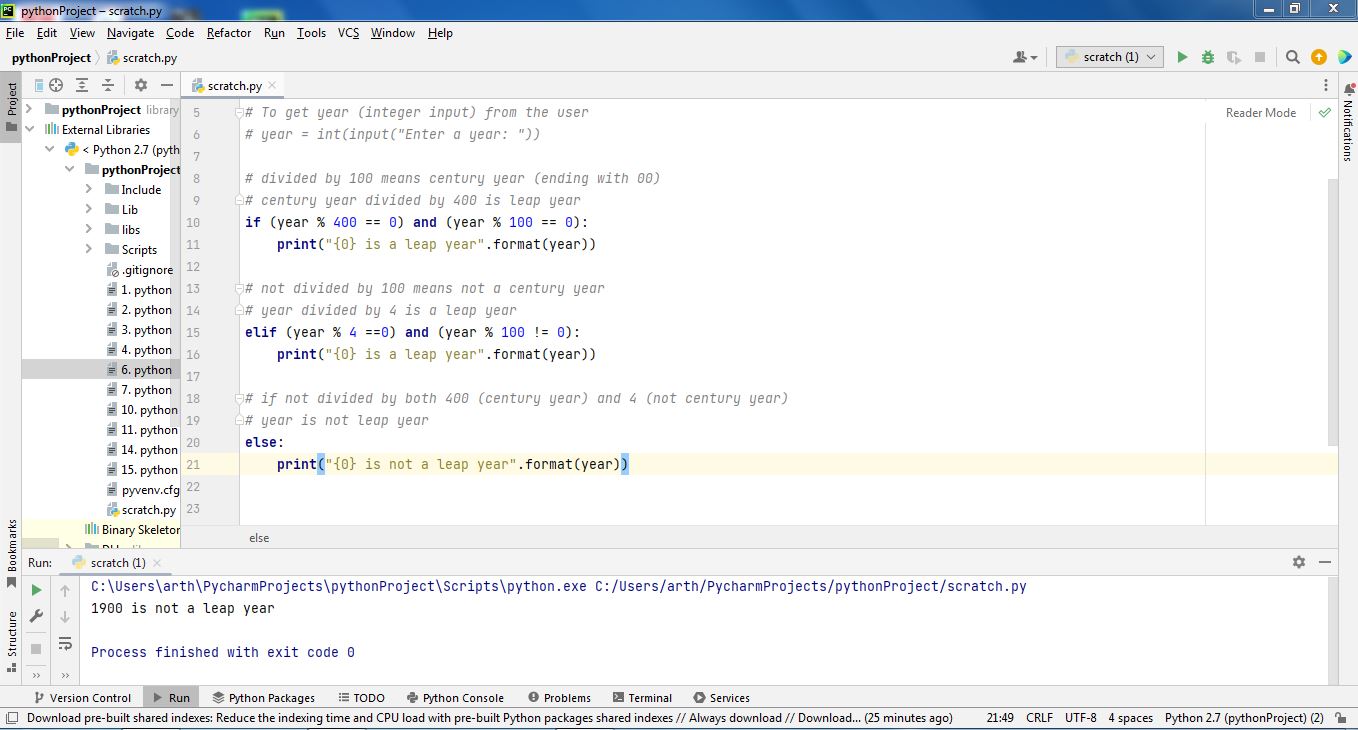 pythonProject – scratch.py
File Edit View Navigate Code Refactor Run Tools VCS Window Help
pythonProject scratch.py
scratch (1)
Project
scratch.py
pythonProject library
External Libraries
< Python 2.7 (pyth
pythonProject
Include
Lib
libs
Scripts
.gitignore
1. python
2. python
3. python
4. python
6. python
7. python
10. python
11. python
14. python
15. python
pyvenv.cfg
scratch.py
Binary Skeletor
Reader Mode
Notifications
5 # To get year (integer input) from the user
6 # year = int(input("Enter a year: "))
7
8 # divided by 100 means century year (ending with 00)
9 # century year divided by 400 is leap year
10 if (year % 400 == 0) and (year % 100 == 0):
11 print("{0} is a leap year".format(year))
12
13 # not divided by 100 means not a century year
14 # year divided by 4 is a leap year
15 elif (year % 4 ==0) and (year % 100 != 0):
16 print("{0} is a leap year".format(year))
17
18 # if not divided by both 400 (century year) and 4 (not century year)
19 # year is not leap year
20 else:
21 print("{0} is not a leap year".format(year))
22
23
else
Bookmarks
Structure
Run: scratch (1)
C:\Users\arth\PycharmProjects\pythonProject\Scripts\python.exe C:/Users/arth/PycharmProjects/pythonProject/scratch.py
1900 is not a leap year
Process finished with exit code 0
Version Control Run Python Packages TODO Python Console Problems Terminal Services
Download pre-built shared indexes: Reduce the indexing time and CPU load with pre-built Python packages shared indexes // Always download // Download... (25 minutes ago) 21:49 CRLF UTF-8 4 spaces Python 2.7 (pythonProject) (2)